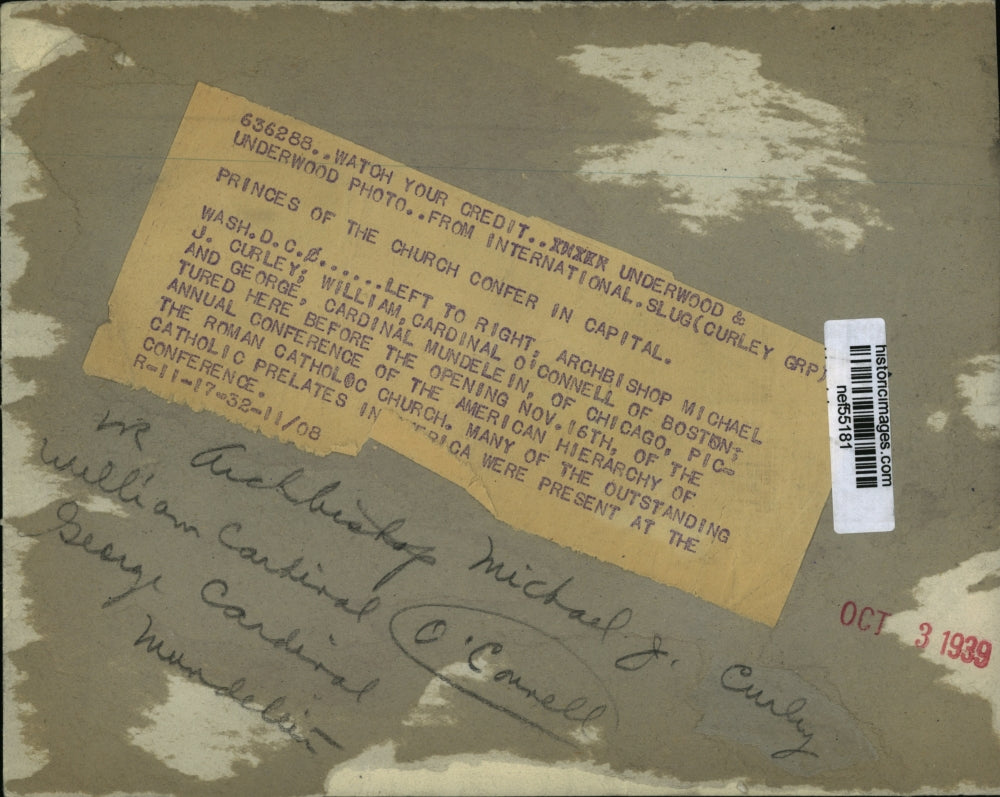 636288..WATCH YOUR CREDIT..XNXXX UNDERWOOD &
UNDERWOOD PHOTO..FROM INTERNATIONAL.SLUG(CURLEY GRP)
PRINCES OF THE CHURCH CONFER IN CAPITAL.
WASH.D.C.......LEFT TO RIGHT, ARCHBISHOP MICHAEL
J. CURLEY; WILLIAM, CARDINAL O'CONNELL OF BOSTON;
AND GEORGE, CARDINAL MUNDELEIN, OF CHICAGO, PIC-
TURED HERE BEFORE THE OPENING NOV.16TH, OF THE
ANNUAL CONFERENCE OF THE AMERICAN HIERARCHY OF
THE ROMAN CATHOLOC CHURCH. MANY OF THE OUTSTANDING
CATHOLIC PRELATES IN ERICA WERE PRESENT AT THE
CONFERENCE.
R-11-17-32-11/08
historicimages.com
nef55181
Archbishop Michael J. Curley
William Cardinal O'Connell
George Cardinal
Mundelein
OCT 3 1939